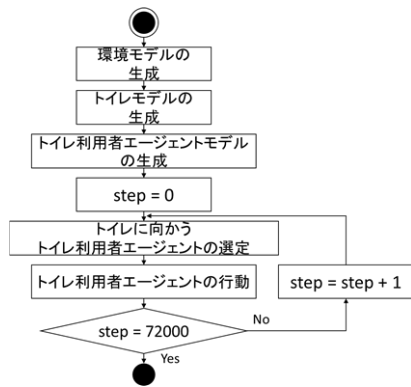 環境モデルの
生成
トイレモデルの
生成
トイレ利用者エージェントモデル
の生成
step = 0
トイレに向かう
トイレ利用者エージェントの選定
トイレ利用者エージェントの行動
step = step + 1
step = 72000
No
Yes